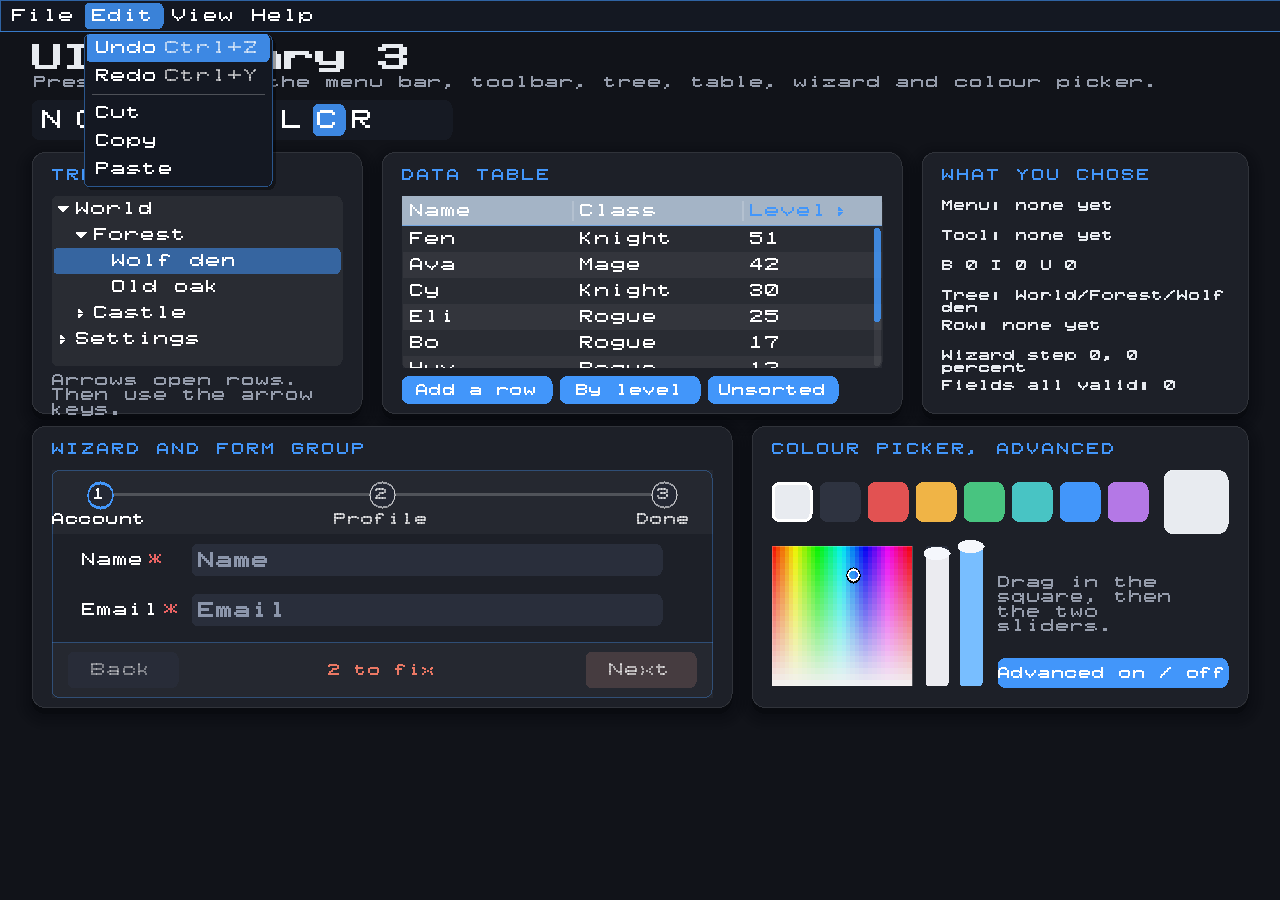 File Edit View Help
Undo Ctrl+Z
Redo Ctrl+Y
Cut
Copy
Paste
3
the menu bar, toolbar, tree, table, wizard and colour picker.
N L C R
DATA TABLE
Name Class Level
Fen Knight 51
Ava Mage 42
Cy Knight 30
Eli Rogue 25
Bo Rogue 17
Add a row By level Unsorted
World
Forest
Wolf den
Old oak
Castle
Settings
Arrows open rows.
Then use the arrow
keys.
WHAT YOU CHOSE
Menu: none yet
Tool: none yet
B 0 I 0 U 0
Tree: World/Forest/Wolf
den
Row: none yet
Wizard step 0, 0
percent
Fields all valid: 0
WIZARD AND FORM GROUP
1 2 3
Account Profile Done
Name * Name
Email * Email
Back 2 to fix Next
COLOUR PICKER, ADVANCED
Drag in the
square, then
the two
sliders.
Advanced on / off